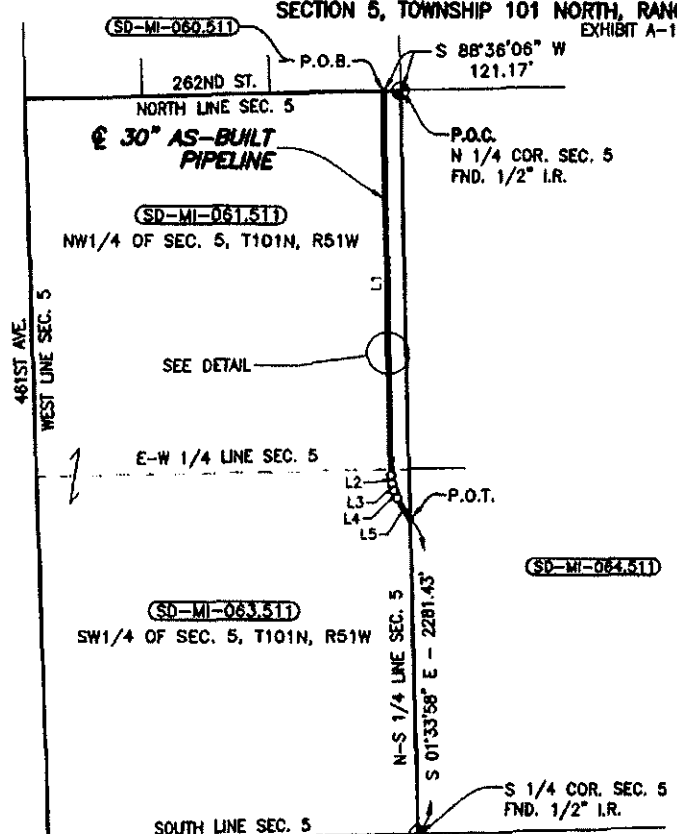 SECTION 5, TOWNSHIP 101 NORTH,
EXHIBIT A-1
SD-MI-060.511
P.O.B.
S 88°36'06" W
121.17'
262ND ST.
NORTH LINE SEC. 5
P.O.C.
N 1/4 COR. SEC. 5
FND. 1/2" I.R.
℄ 30" AS-BUILT
PIPELINE
SD-MI-061.511
NW1/4 OF SEC. 5, T101N, R51W
L1
481ST AVE.
WEST LINE SEC. 5
SEE DETAIL
E-W 1/4 LINE SEC. 5
L2
L3
L4
L5
P.O.T.
SD-MI-064.511
SD-MI-063.511
SW1/4 OF SEC. 5, T101N, R51W
N-S 1/4 LINE SEC. 5
S 01°33'58" E - 2281.43'
S 1/4 COR. SEC. 5
FND. 1/2" I.R.
SOUTH LINE SEC. 5